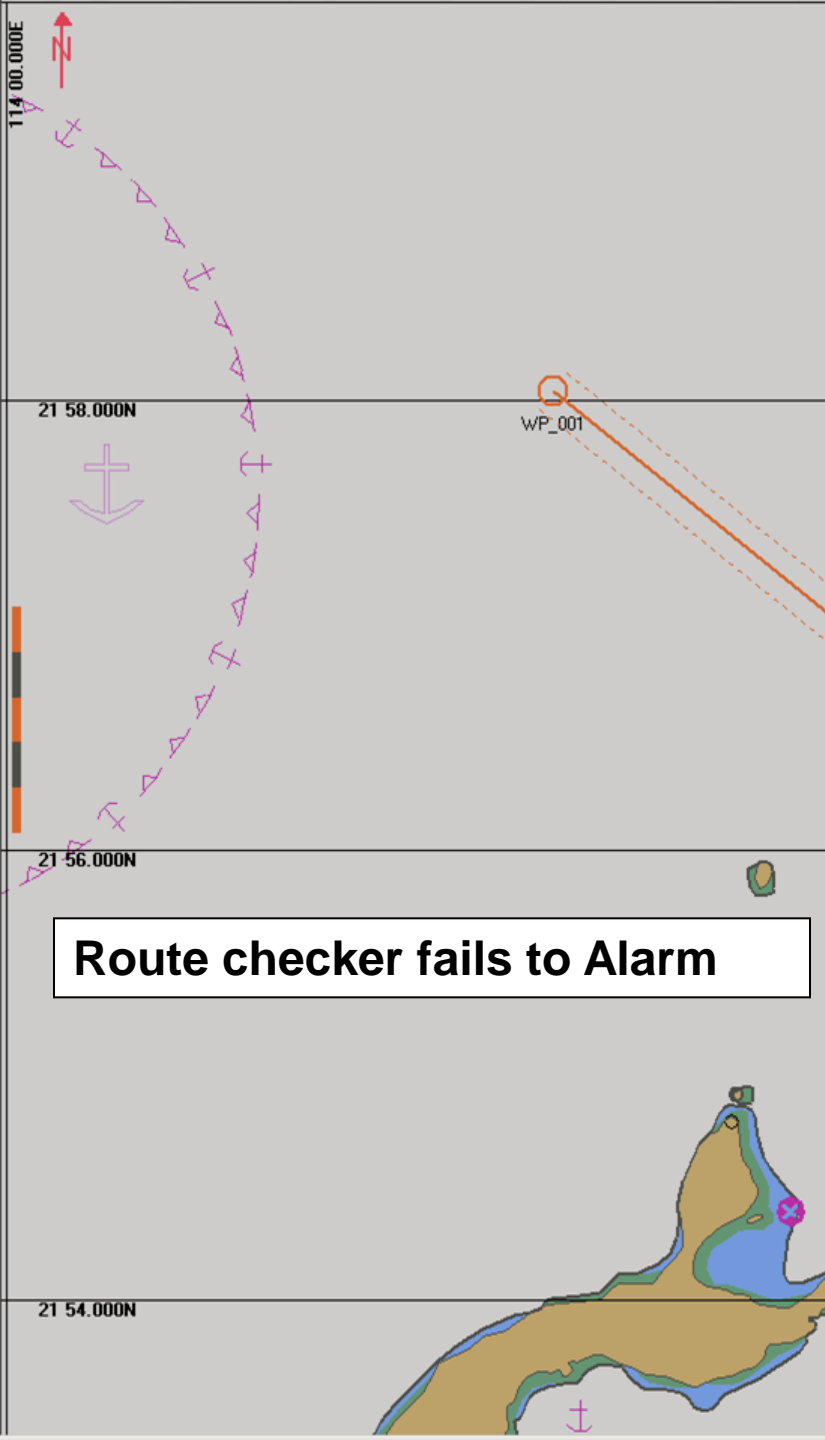 N
114 00.000E
21 58.000N
WP_001
21 56.000N
Route checker fails to Alarm
21 54.000N